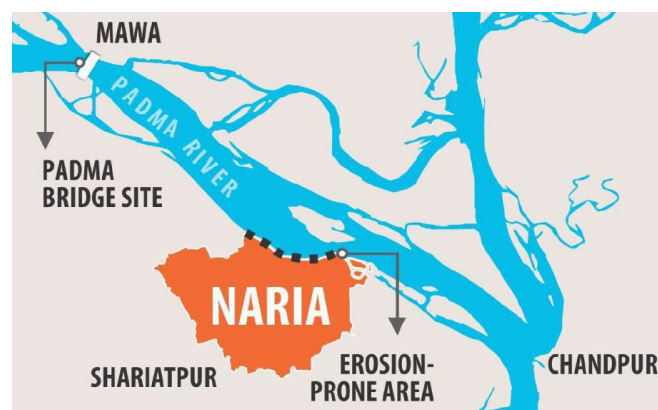 MAWA
PADMA RIVER
PADMA
BRIDGE SITE
NARIA
SHARIATPUR
EROSION-
PRONE AREA
CHANDPUR